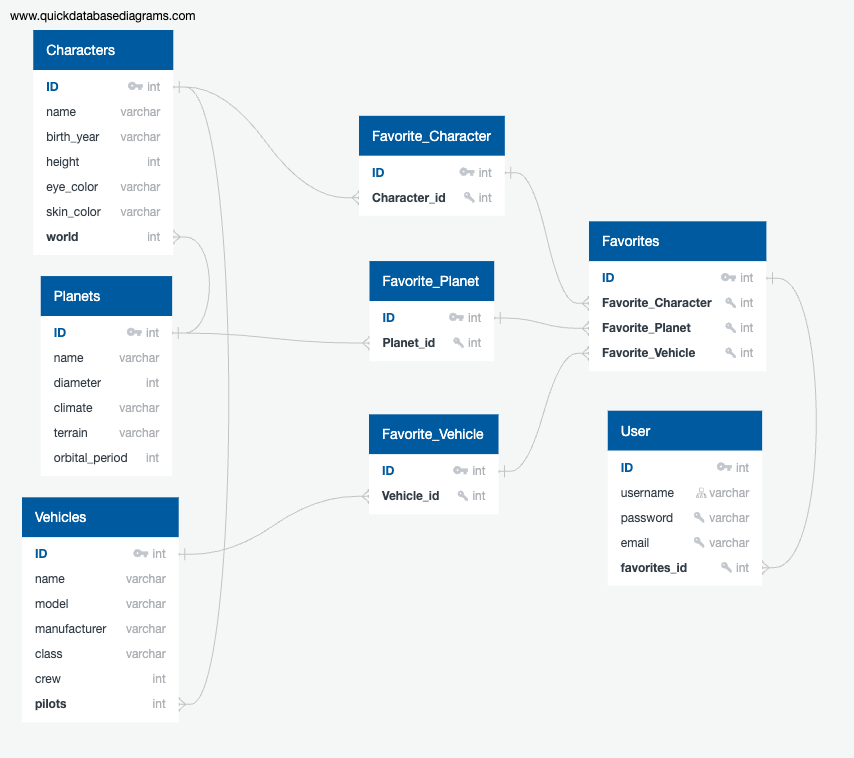 www.quickdatabasediagrams.com
Characters
ID int
name varchar
birth_year varchar
height int
eye_color varchar
skin_color varchar
world int
Planets
ID int
name varchar
diameter int
climate varchar
terrain varchar
orbital_period int
Vehicles
ID int
name varchar
model varchar
manufacturer varchar
class varchar
crew int
pilots int
Favorite_Character
ID int
Character_id int
Favorite_Planet
ID int
Planet_id int
Favorite_Vehicle
ID int
Vehicle_id int
Favorites
ID int
Favorite_Character int
Favorite_Planet int
Favorite_Vehicle int
User
ID int
username varchar
password varchar
email varchar
favorites_id int